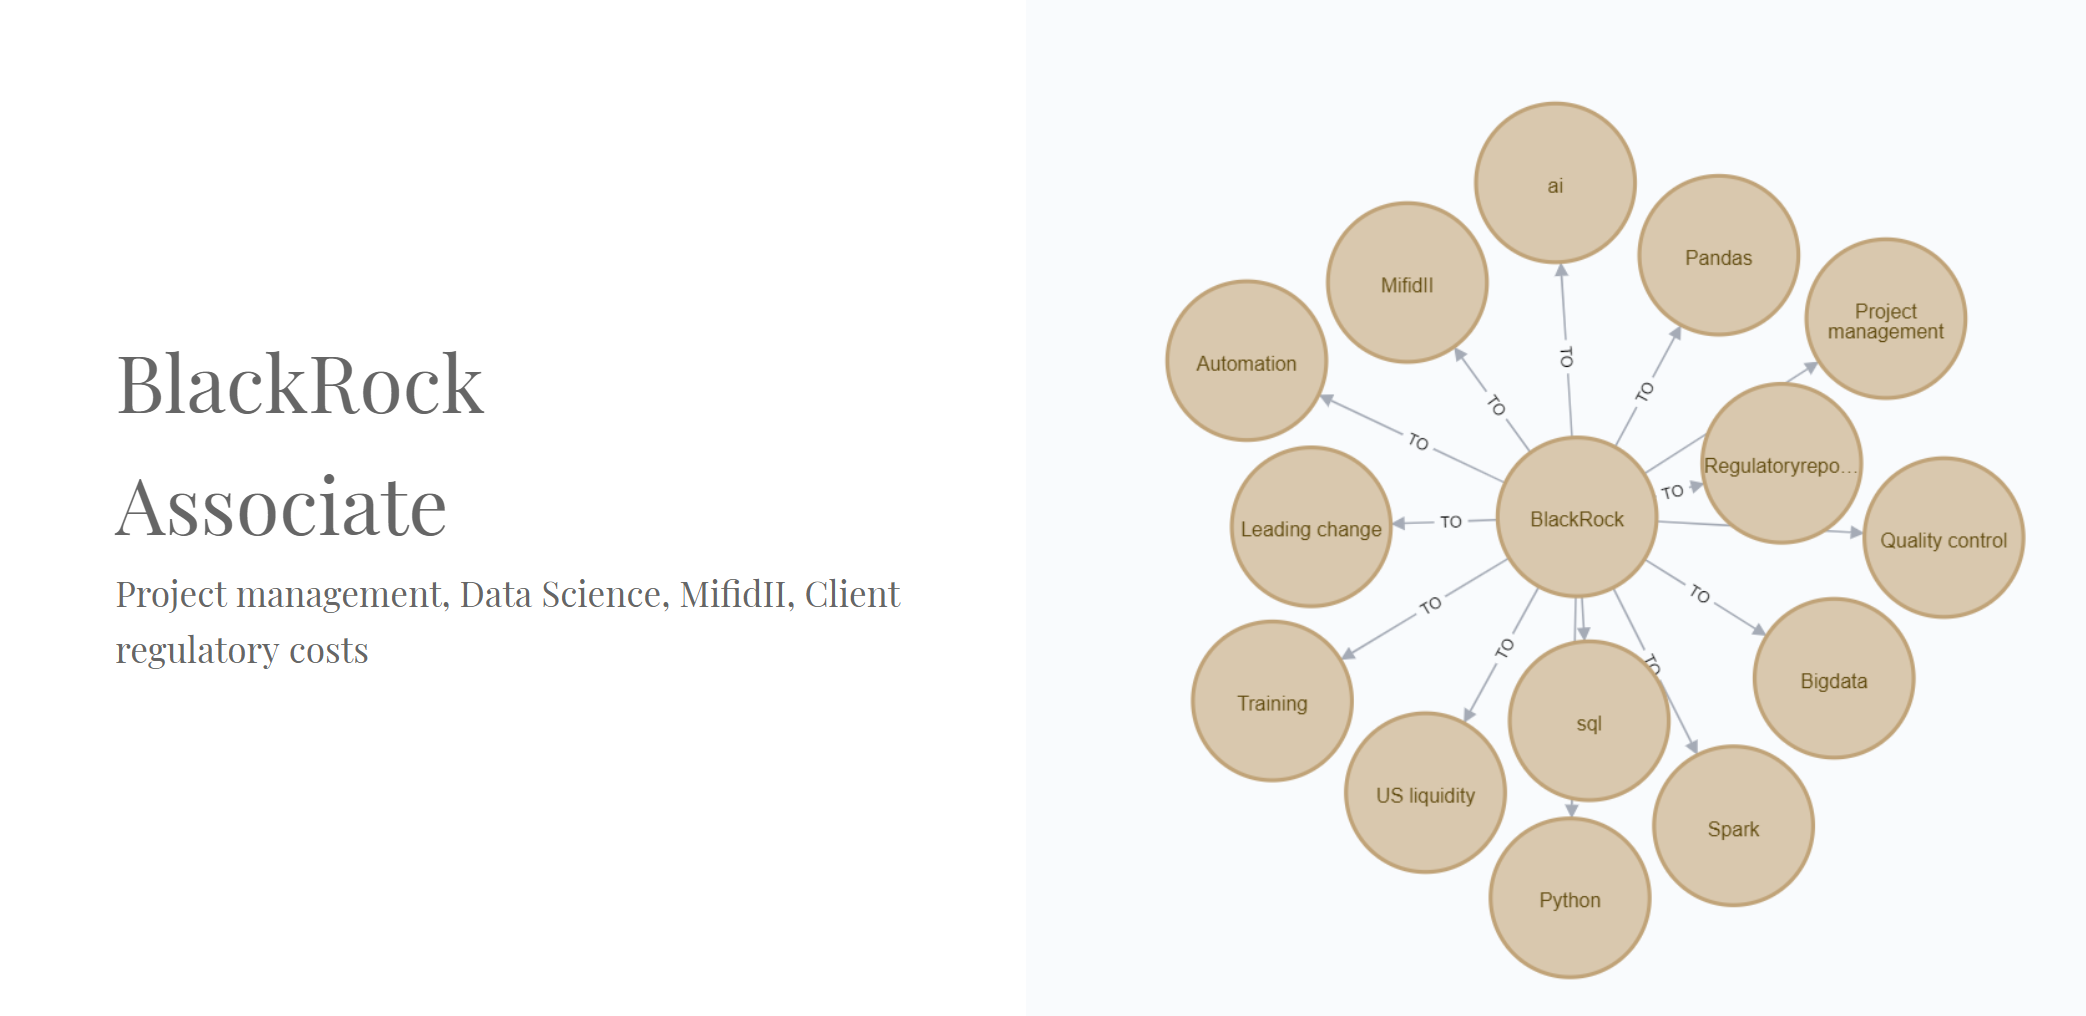 BlackRock
Associate
Project management, Data Science, MifidII, Client
regulatory costs
ai
Pandas
MifidII
Project
management
Automation
TO
TO
TO
TO
Regulatoryrepo...
TO
BlackRock
Leading change
TO
Quality control
TO
TO
TO
TO
Bigdata
Training
sql
US liquidity
Spark
Python